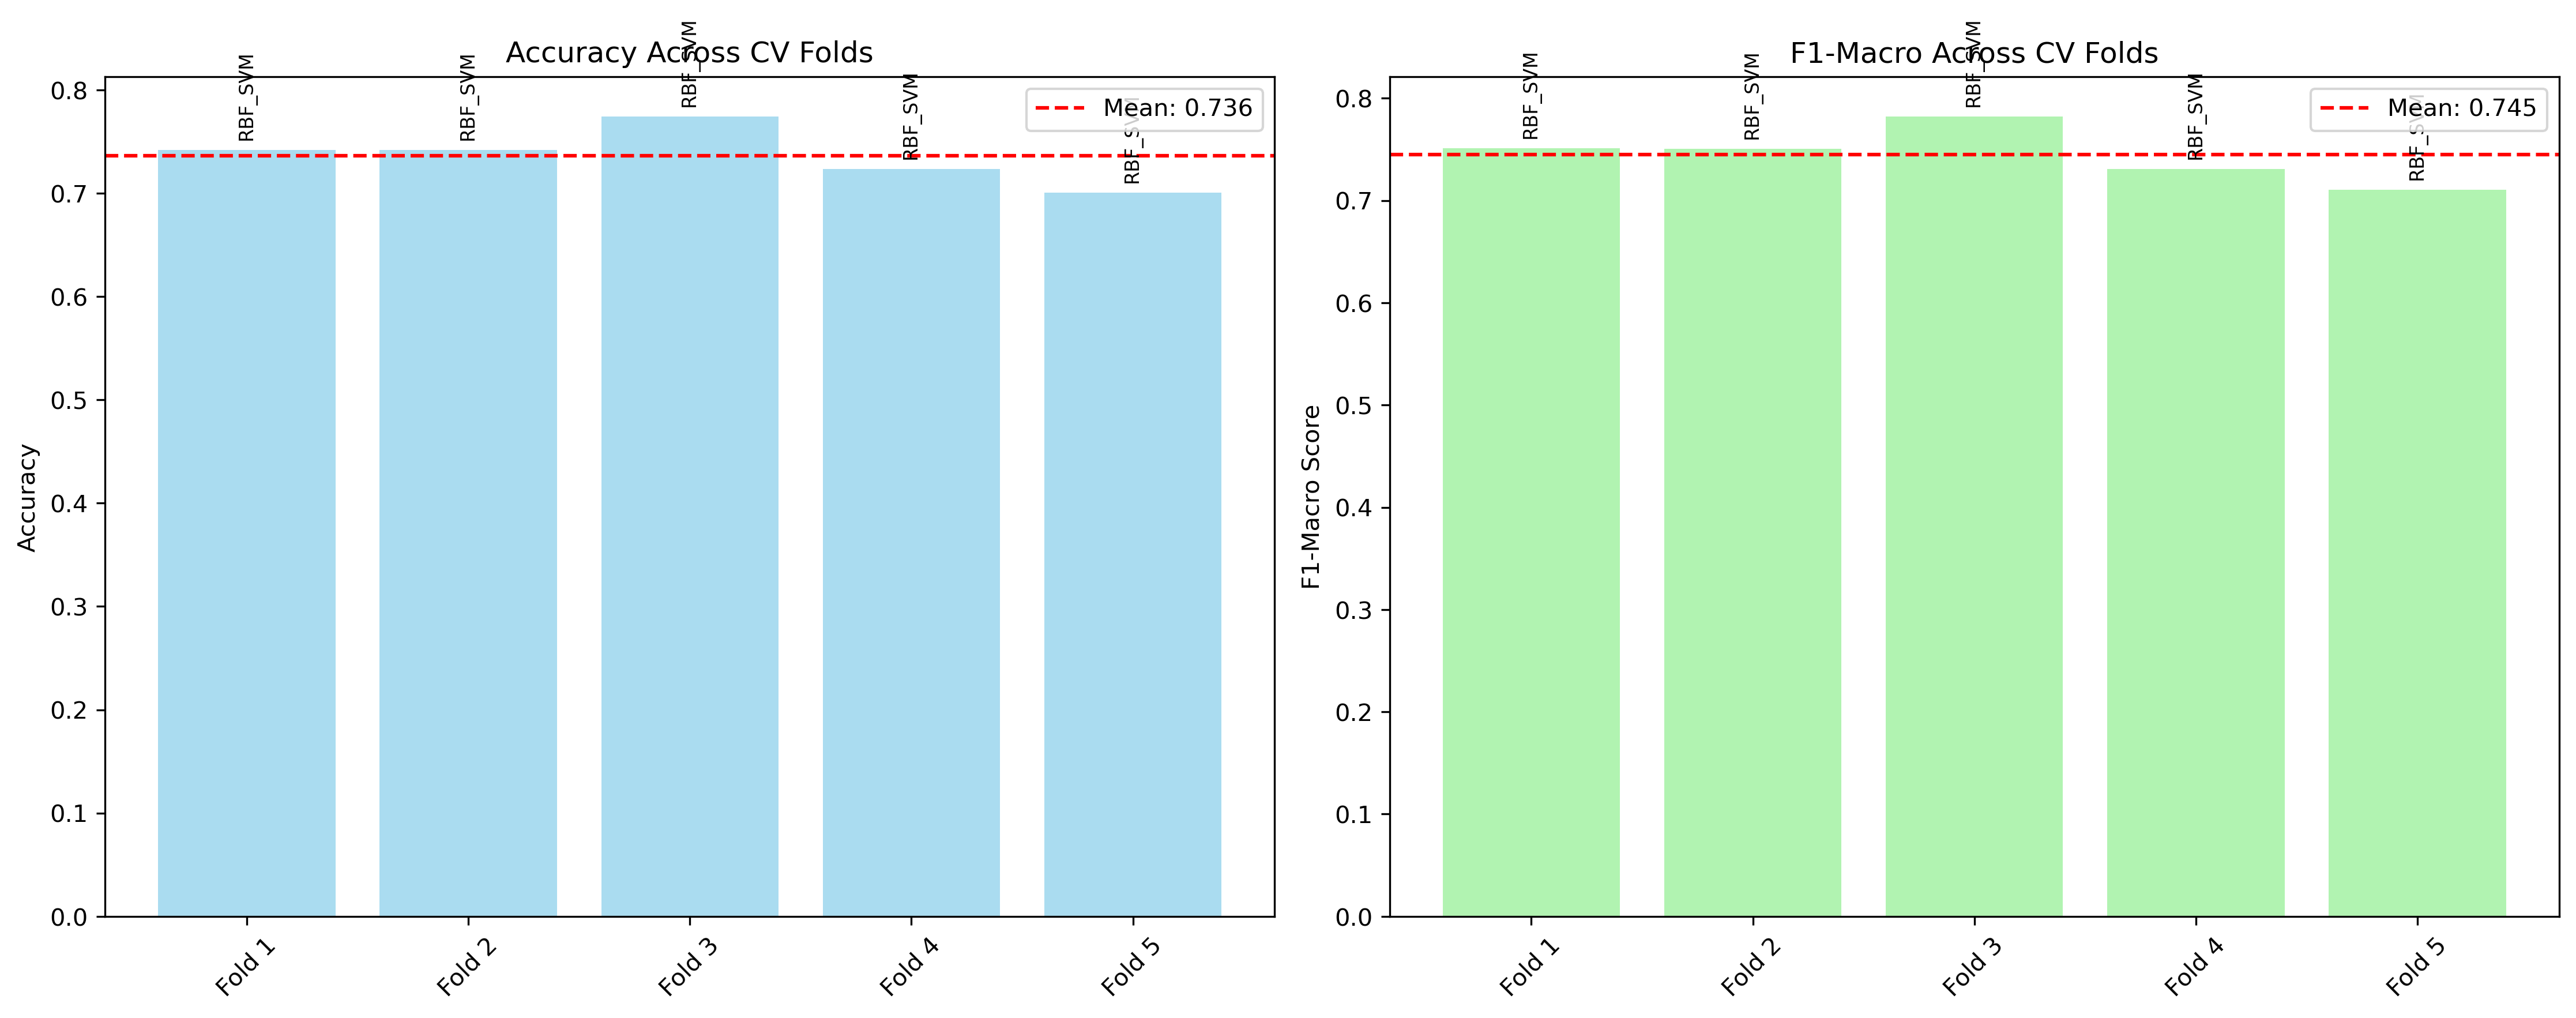 Accuracy Across CV Folds
Mean: 0.736
RBF_SVM
RBF_SVM
RBF_SVM
RBF_SVM
RBF_SVM
Accuracy
0.8
0.7
0.6
0.5
0.4
0.3
0.2
0.1
0.0
Fold 1
Fold 2
Fold 3
Fold 4
Fold 5
F1-Macro Across CV Folds
Mean: 0.745
RBF_SVM
RBF_SVM
RBF_SVM
RBF_SVM
RBF_SVM
F1-Macro Score
0.8
0.7
0.6
0.5
0.4
0.3
0.2
0.1
0.0
Fold 1
Fold 2
Fold 3
Fold 4
Fold 5